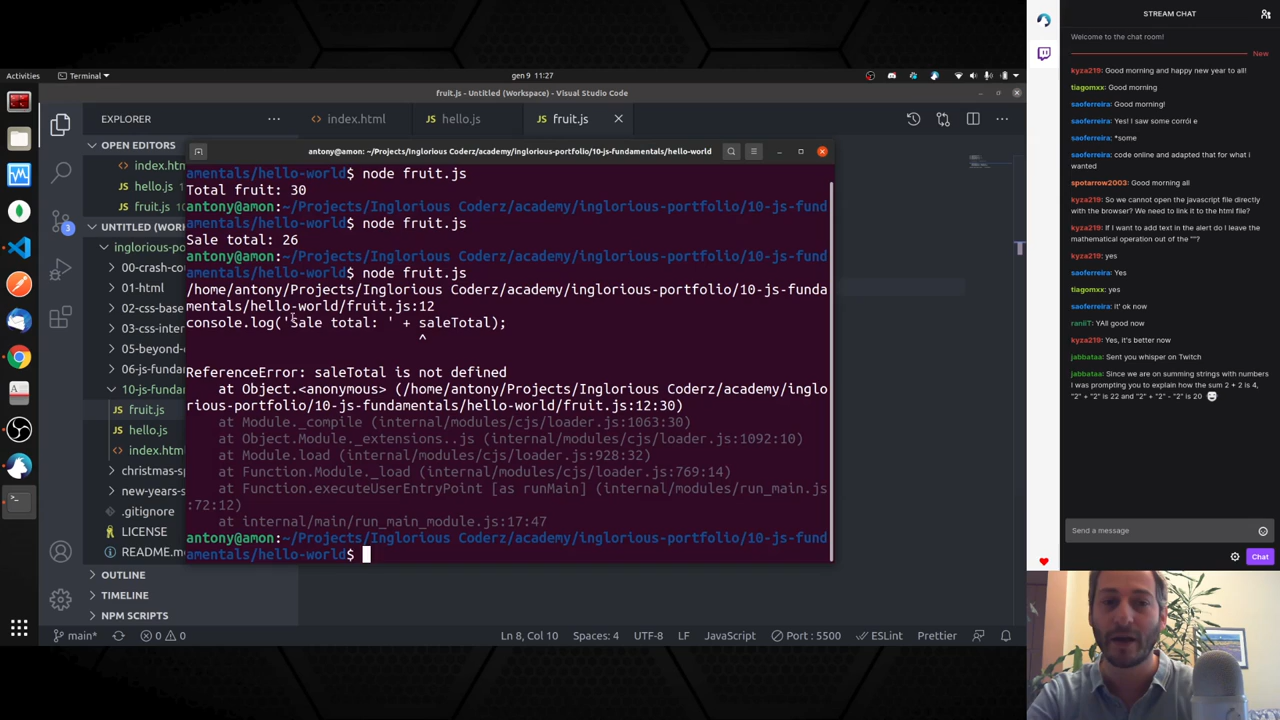 Activities
Terminal
gen 9 11:27
fruit.js - Untitled (Workspace) - Visual Studio Code
EXPLORER
index.html
hello.js
fruit.js
OPEN EDITORS
index.htm
hello.js
fruit.js
UNTITLED (WORKSPACE)
inglorious-po
00-crash-co
01-html
02-css-bas
03-css-inter
05-beyond-
06-js-fundam
10-js-fundan
fruit.js
hello.js
index.html
christmas-sp
new-years-s
.gitignore
LICENSE
README.m
OUTLINE
TIMELINE
NPM SCRIPTS
3
antony@amon: ~/Projects/Inglorious Coderz/academy/inglorious-portfolio/10-js-fundamentals/hello-world
amentals/hello-world$ node fruit.js
Total fruit: 30
antony@amon:~/Projects/Inglorious Coderz/academy/inglorious-portfolio/10-js-fund
amentals/hello-world$ node fruit.js
Sale total: 26
antony@amon:~/Projects/Inglorious Coderz/academy/inglorious-portfolio/10-js-fund
amentals/hello-world$ node fruit.js
/home/antony/Projects/Inglorious Coderz/academy/inglorious-portfolio/10-js-funda
mentals/hello-world/fruit.js:12
console.log('Sale total: ' + saleTotal);
^
ReferenceError: saleTotal is not defined
at Object.<anonymous> (/home/antony/Projects/Inglorious Coderz/academy/inglo
rious-portfolio/10-js-fundamentals/hello-world/fruit.js:12:30)
at Module._compile (internal/modules/cjs/loader.js:1063:30)
at Object.Module._extensions..js (internal/modules/cjs/loader.js:1092:10)
at Module.load (internal/modules/cjs/loader.js:928:32)
at Function.Module._load (internal/modules/cjs/loader.js:769:14)
at Function.executeUserEntryPoint [as runMain] (internal/modules/run_main.js
:72:12)
at internal/main/run_main_module.js:17:47
antony@amon:~/Projects/Inglorious Coderz/academy/inglorious-portfolio/10-js-fund
amentals/hello-world$
main*
0
0
Ln 8, Col 10
Spaces: 4
UTF-8
LF
JavaScript
Port : 5500
ESLint
Prettier
STREAM CHAT
Welcome to the chat room!
New
kyza219: Good morning and happy new year to all!
tiagomxx: Good morning
saoferreira: Good morning!
saoferreira: Yes! I saw some corrói e
saoferreira: *some
saoferreira: code online and adapted that for what i
wanted
spotarrow2003: Good morning all
kyza219: So we cannot open the javascript file directly
with the browser? We need to link it to the html file?
kyza219: If I want to add text in the alert do I leave the
mathematical operation out of the ""?
kyza219: yes
saoferreira: Yes
tiagomxx: yes
saoferreira: it' ok now
raniiT: YAll good now
kyza219: Yes, it's better now
jabbataa: Sent you whisper on Twitch
jabbataa: Since we are on summing strings with numbers
I was prompting you to explain how the sum 2 + 2 is 4,
"2" + "2" is 22 and "2" + "2" - "2" is 20
Send a message
Chat